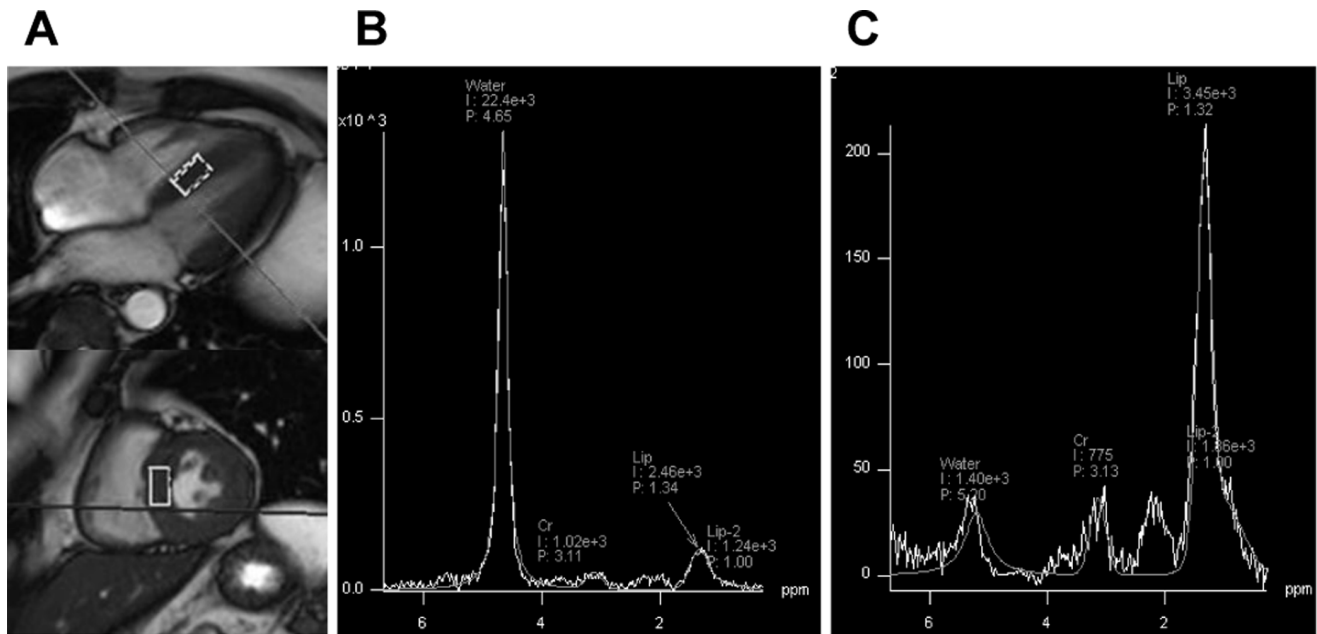 A
B
C
Water
I : 22.4e+3
P: 4.65
x10 ^ 3
1.0
0.5
0.0
Lip
I : 2.46e+3
P: 1.34
Cr
I : 1.02e+3
P: 3.11
Lip-2
I : 1.24e+3
P: 1.00
6
4
2
ppm
2
Lip
I : 3.45e+3
P: 1.32
200
150
100
50
0
Water
I : 1.40e+3
P: 5.20
Cr
I : 775
P: 3.13
Lip-2
I : 1.36e+3
P: 1.00
6
4
2
ppm